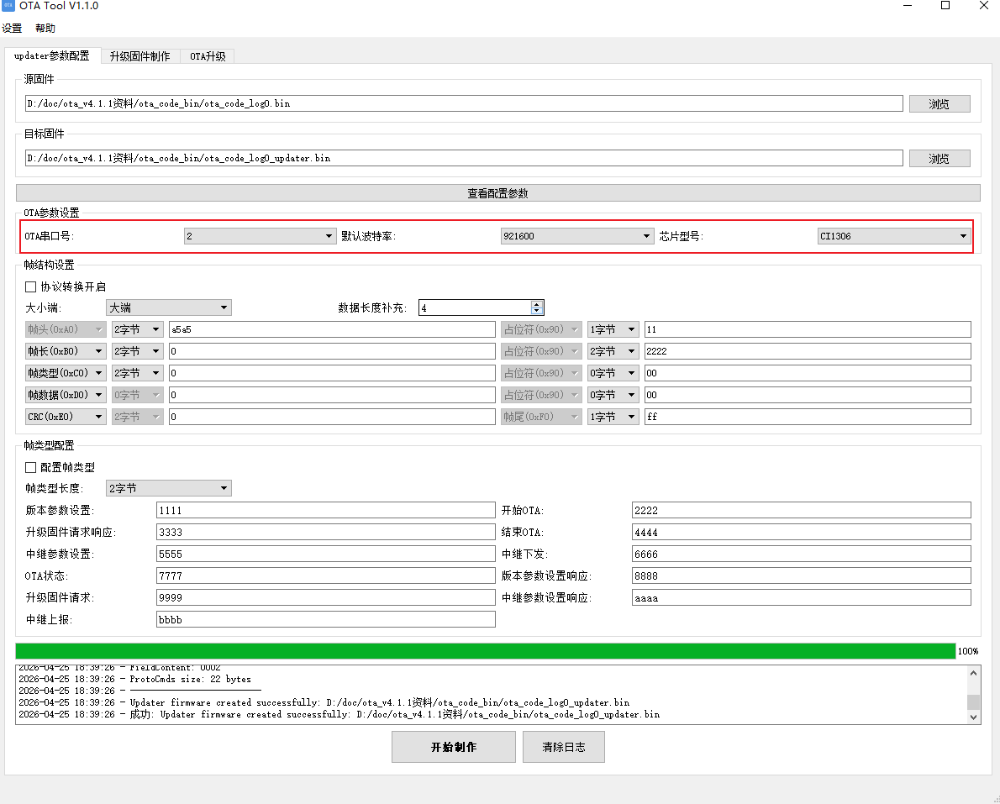 OTA OTA Tool V1.1.0
设置 帮助
updater参数配置 升级固件制作 OTA升级
源固件
D:/doc/ota_v4.1.1资料/ota_code_bin/ota_code_log0.bin 浏览
目标固件
D:/doc/ota_v4.1.1资料/ota_code_bin/ota_code_log0_updater.bin 浏览
查看配置参数
OTA参数设置
OTA串口号: 2 默认波特率: 921600 芯片型号: CI1306
帧结构设置
协议转换开启
大小端: 大端 数据长度补充: 4
帧头(0xA0) 2字节 a5a5 占位符(0x90) 1字节 11
帧长(0xB0) 2字节 0 占位符(0x90) 2字节 2222
帧类型(0xC0) 2字节 0 占位符(0x90) 0字节 00
帧数据(0xD0) 0字节 0 占位符(0x90) 0字节 00
CRC(0xE0) 2字节 0 帧尾(0xF0) 1字节 ff
帧类型配置
配置帧类型
帧类型长度: 2字节
版本参数设置: 1111 开始OTA: 2222
升级固件请求响应: 3333 结束OTA: 4444
中继参数设置: 5555 中继下发: 6666
OTA状态: 7777 版本参数设置响应: 8888
升级固件请求: 9999 中继参数设置响应: aaaa
中继上报: bbbb
100%
2026-04-25 18:39:26 - FieldContent: 0002
2026-04-25 18:39:26 - ProtoCmds size: 22 bytes
2026-04-25 18:39:26 - ──────────────────────
2026-04-25 18:39:26 - Updater firmware created successfully: D:/doc/ota_v4.1.1资料/ota_code_bin/ota_code_log0_updater.bin
2026-04-25 18:39:26 - 成功: Updater firmware created successfully: D:/doc/ota_v4.1.1资料/ota_code_bin/ota_code_log0_updater.bin
开始制作 清除日志